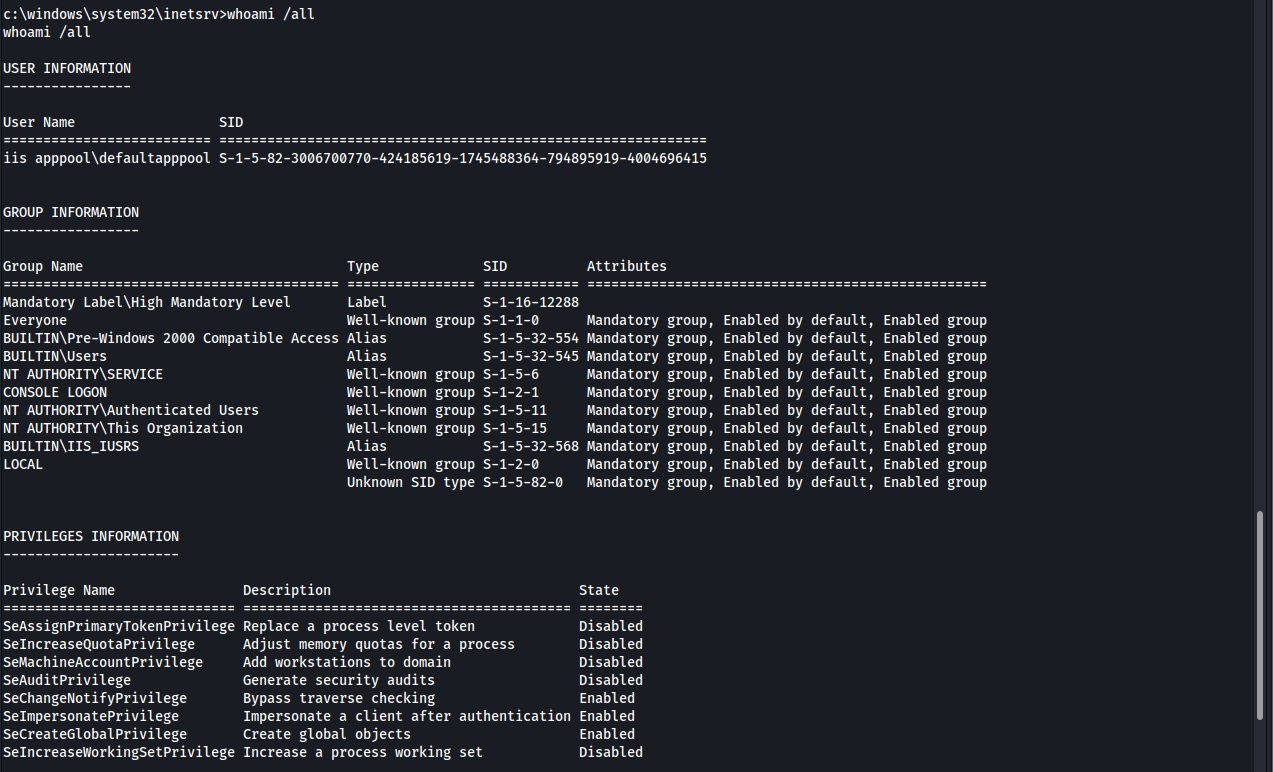 c:\windows\system32\inetsrv>whoami /all
whoami /all
USER INFORMATION
----------------
User Name                  SID
========================== =============================================================
iis apppool\defaultapppool S-1-5-82-3006700770-424185619-1745488364-794895919-4004696415
GROUP INFORMATION
-----------------
Group Name                                 Type             SID          Attributes
========================================== ================ ============ ==================================================
Mandatory Label\High Mandatory Level       Label            S-1-16-12288
Everyone                                   Well-known group S-1-1-0      Mandatory group, Enabled by default, Enabled group
BUILTIN\Pre-Windows 2000 Compatible Access Alias            S-1-5-32-554 Mandatory group, Enabled by default, Enabled group
BUILTIN\Users                              Alias            S-1-5-32-545 Mandatory group, Enabled by default, Enabled group
NT AUTHORITY\SERVICE                       Well-known group S-1-5-6      Mandatory group, Enabled by default, Enabled group
CONSOLE LOGON                              Well-known group S-1-2-1      Mandatory group, Enabled by default, Enabled group
NT AUTHORITY\Authenticated Users           Well-known group S-1-5-11     Mandatory group, Enabled by default, Enabled group
NT AUTHORITY\This Organization             Well-known group S-1-5-15     Mandatory group, Enabled by default, Enabled group
BUILTIN\IIS_IUSRS                          Alias            S-1-5-32-568 Mandatory group, Enabled by default, Enabled group
LOCAL                                      Well-known group S-1-2-0      Mandatory group, Enabled by default, Enabled group
                                           Unknown SID type S-1-5-82-0   Mandatory group, Enabled by default, Enabled group
PRIVILEGES INFORMATION
----------------------
Privilege Name                Description                               State
============================= ========================================= ========
SeAssignPrimaryTokenPrivilege Replace a process level token             Disabled
SeIncreaseQuotaPrivilege      Adjust memory quotas for a process        Disabled
SeMachineAccountPrivilege     Add workstations to domain                Disabled
SeAuditPrivilege              Generate security audits                  Disabled
SeChangeNotifyPrivilege       Bypass traverse checking                  Enabled
SeImpersonatePrivilege        Impersonate a client after authentication Enabled
SeCreateGlobalPrivilege       Create global objects                     Enabled
SeIncreaseWorkingSetPrivilege Increase a process working set            Disabled